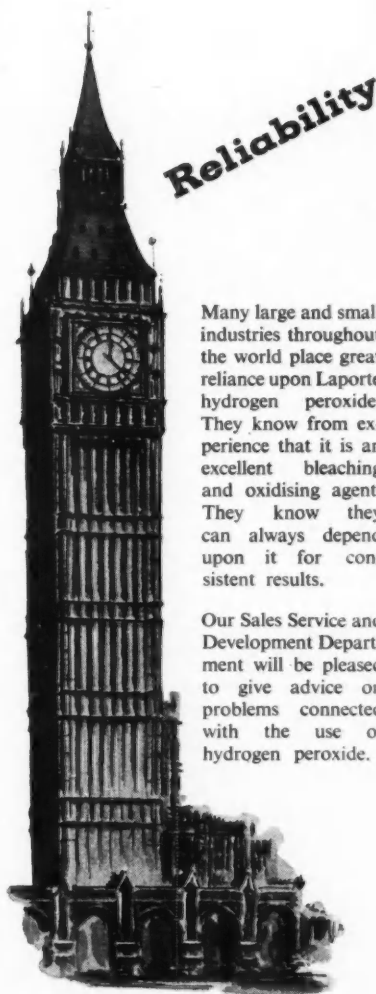 Reliability
Many large and small
industries throughout
the world place great
reliance upon Laporte
hydrogen peroxide
They know from ex
perience that it is an
excellent bleaching
and oxidising agent
They know they
can always depend
upon it for con
sistent results.
Our Sales Service and
Development Depart
ment will be pleased
to give advice on
problems connected
with the use of
hydrogen peroxide.